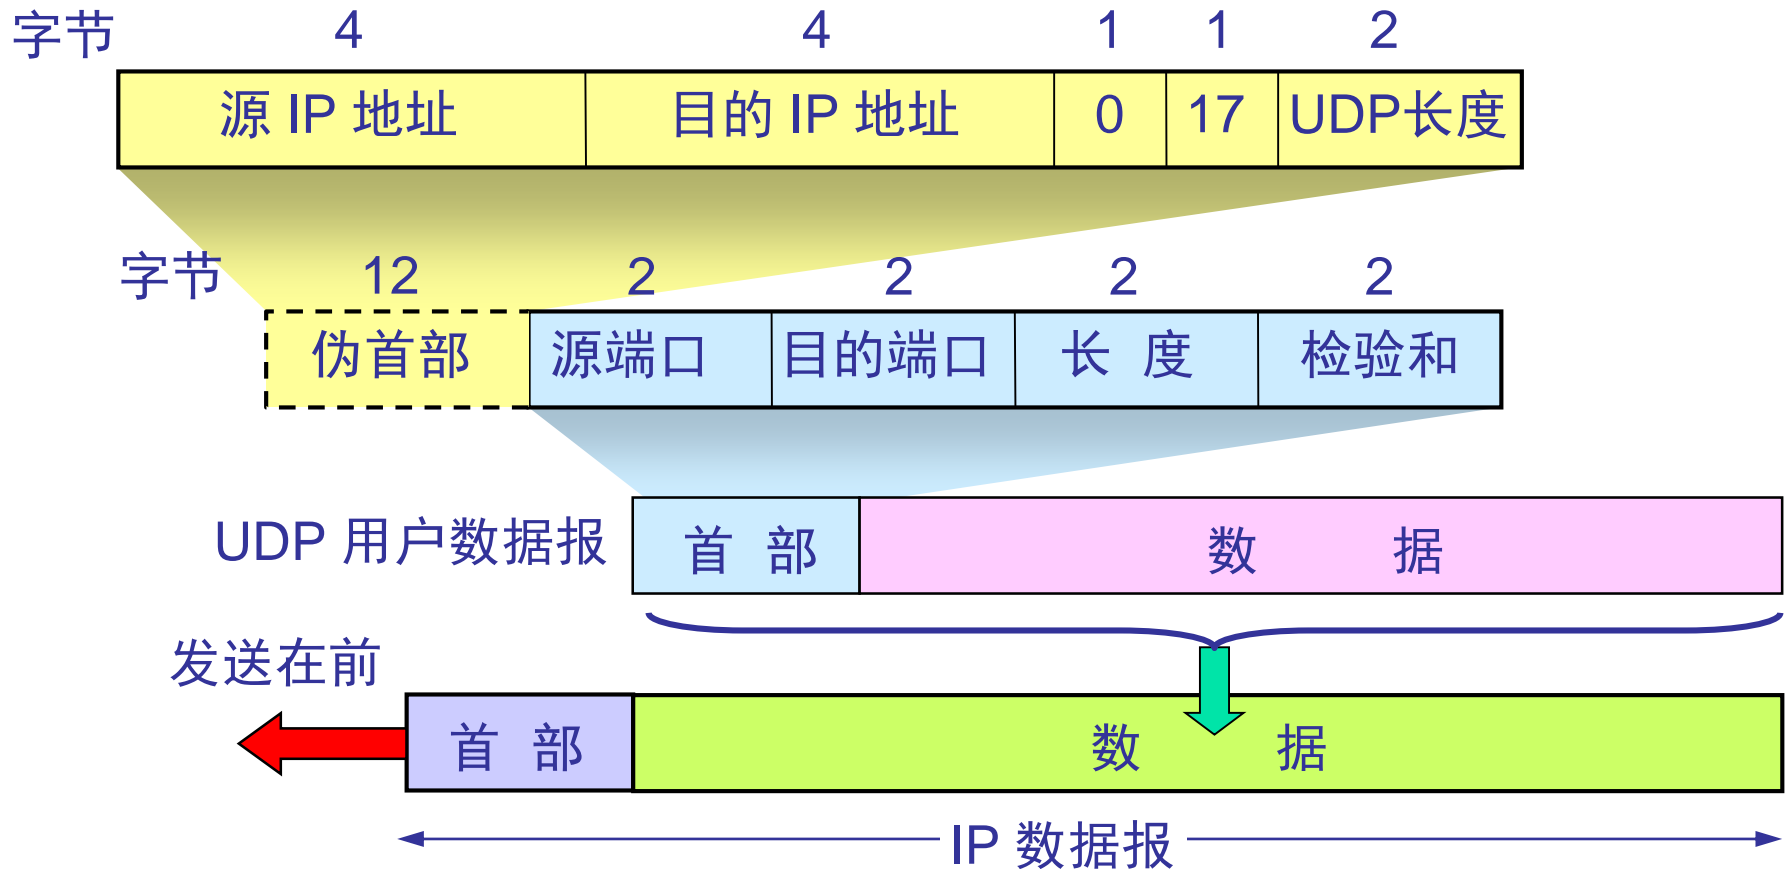 字节 4 4 1 1 2
源 IP 地址 目的 IP 地址 0 17 UDP长度
字节 12 2 2 2 2
伪首部 源端口 目的端口 长 度 检验和
UDP 用户数据报 首 部 数 据
发送在前
首 部 数 据
IP 数据报